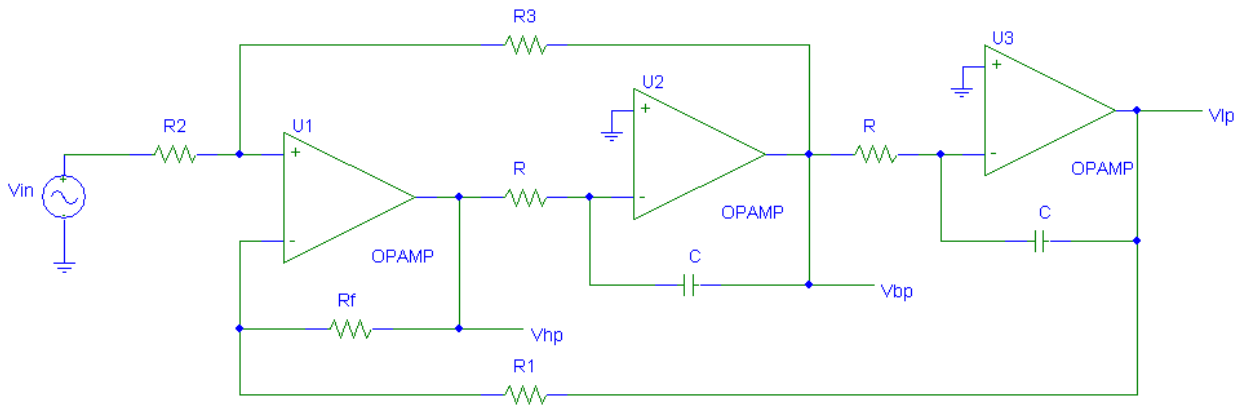 R3
U3
U2
+
+
R2
U1
R
Vlp
+
R
-
Vin
-
OPAMP
-
OPAMP
C
OPAMP
C
Rf
Vbp
Vhp
R1